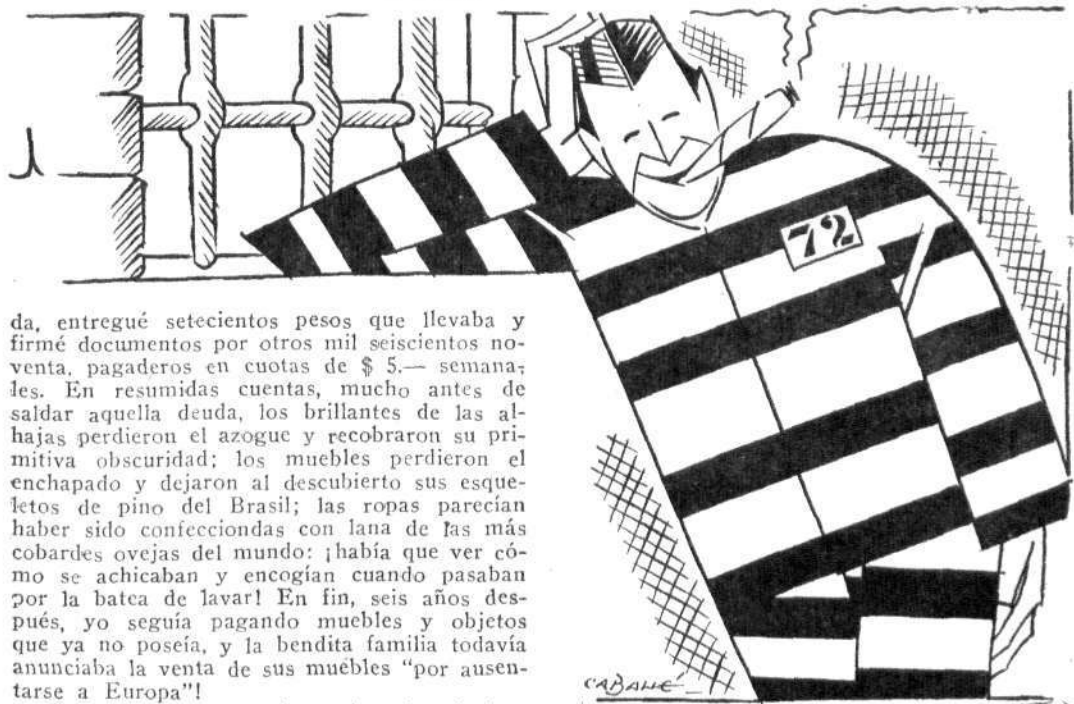 72
da, entregué setecientos pesos que llevaba y
firmé documentos por otros mil seiscientos no-
venta, pagaderos en cuotas de $ 5.— semana-
les. En resumidas cuentas, mucho antes de
saldar aquella deuda, los brillantes de las al-
hajas perdieron el azogue y recobraron su pri-
mitiva obscuridad; los muebles perdieron el
enchapado y dejaron al descubierto sus esque-
letos de pino del Brasil; las ropas parecían
haber sido confecciondas con lana de las más
cobardes ovejas del mundo: ¡había que ver có-
mo se achicaban y encogían cuando pasaban
por la batea de lavar! En fin, seis años des-
pués, yo seguía pagando muebles y objetos
que ya no poseía, y la bendita familia todavía
anunciaba la venta de sus muebles "por ausen-
tarse a Europa"!
CABALLÉ